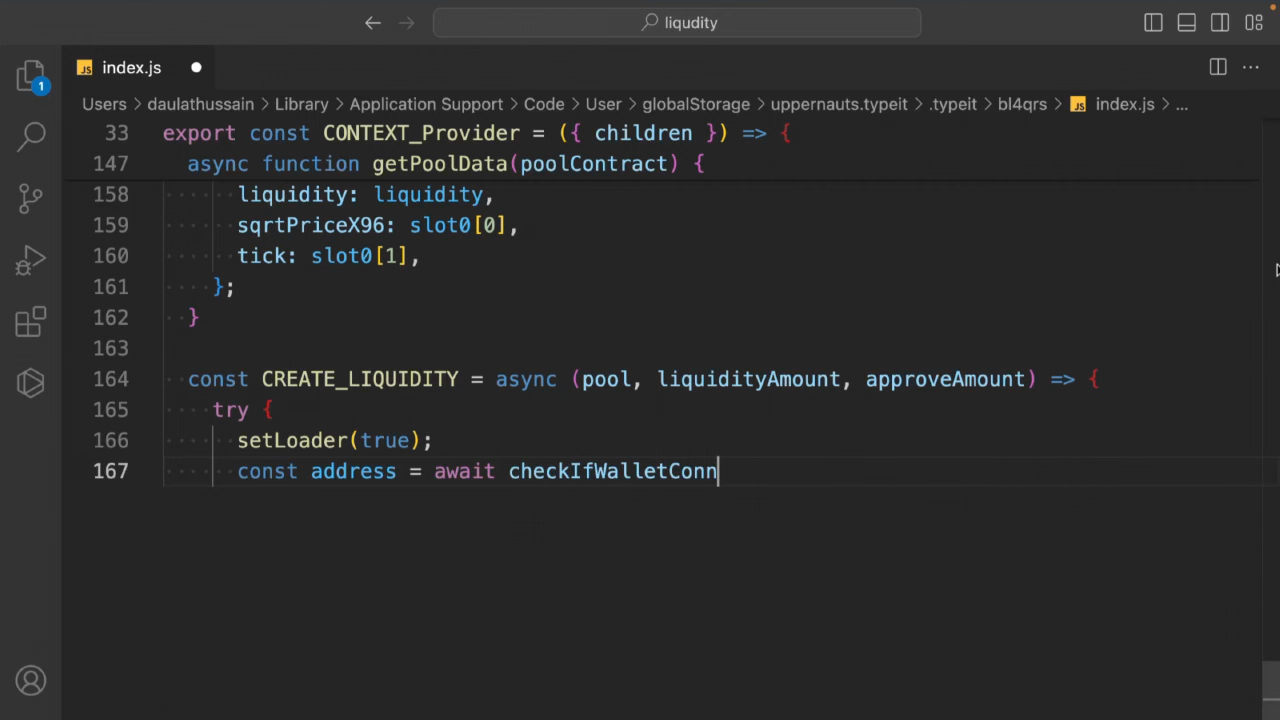 liqudity
JS index.js
1
Users > daulathussain > Library > Application Support > Code > User > globalStorage > uppernauts.typeit > .typeit > bl4qrs > JS index.js > ...
33 export const CONTEXT_Provider = ({ children }) => {
147 async function getPoolData(poolContract) {
158 liquidity: liquidity,
159 sqrtPriceX96: slot0[0],
160 tick: slot0[1],
161 };
162 }
163
164 const CREATE_LIQUIDITY = async (pool, liquidityAmount, approveAmount) => {
165 try {
166 setLoader(true);
167 const address = await checkIfWalletConn